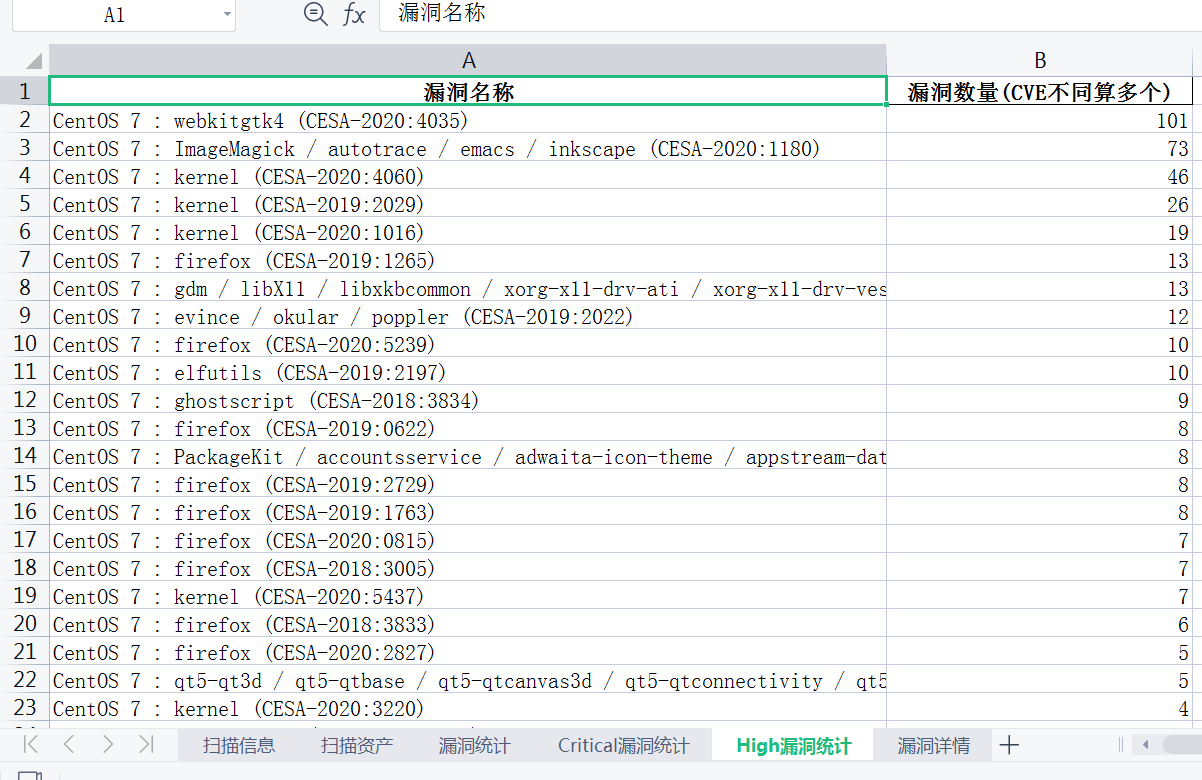 A1 fx 漏洞名称
A B
1 漏洞名称 漏洞数量(CVE不同算多个)
2 CentOS 7 : webkitgtk4 (CESA-2020:4035) 101
3 CentOS 7 : ImageMagick / autotrace / emacs / inkscape (CESA-2020:1180) 73
4 CentOS 7 : kernel (CESA-2020:4060) 46
5 CentOS 7 : kernel (CESA-2019:2029) 26
6 CentOS 7 : kernel (CESA-2020:1016) 19
7 CentOS 7 : firefox (CESA-2019:1265) 13
8 CentOS 7 : gdm / libX11 / libxkbcommon / xorg-x11-drv-ati / xorg-x11-drv-ves 13
9 CentOS 7 : evince / okular / poppler (CESA-2019:2022) 12
10 CentOS 7 : firefox (CESA-2020:5239) 10
11 CentOS 7 : elfutils (CESA-2019:2197) 10
12 CentOS 7 : ghostscript (CESA-2018:3834) 9
13 CentOS 7 : firefox (CESA-2019:0622) 8
14 CentOS 7 : PackageKit / accountsservice / adwaita-icon-theme / appstream-dat 8
15 CentOS 7 : firefox (CESA-2019:2729) 8
16 CentOS 7 : firefox (CESA-2019:1763) 8
17 CentOS 7 : firefox (CESA-2020:0815) 7
18 CentOS 7 : firefox (CESA-2018:3005) 7
19 CentOS 7 : kernel (CESA-2020:5437) 7
20 CentOS 7 : firefox (CESA-2018:3833) 6
21 CentOS 7 : firefox (CESA-2020:2827) 5
22 CentOS 7 : qt5-qt3d / qt5-qtbase / qt5-qtcanvas3d / qt5-qtconnectivity / qt5 5
23 CentOS 7 : kernel (CESA-2020:3220) 4
扫描信息 扫描资产 漏洞统计 Critical漏洞统计 High漏洞统计 漏洞详情